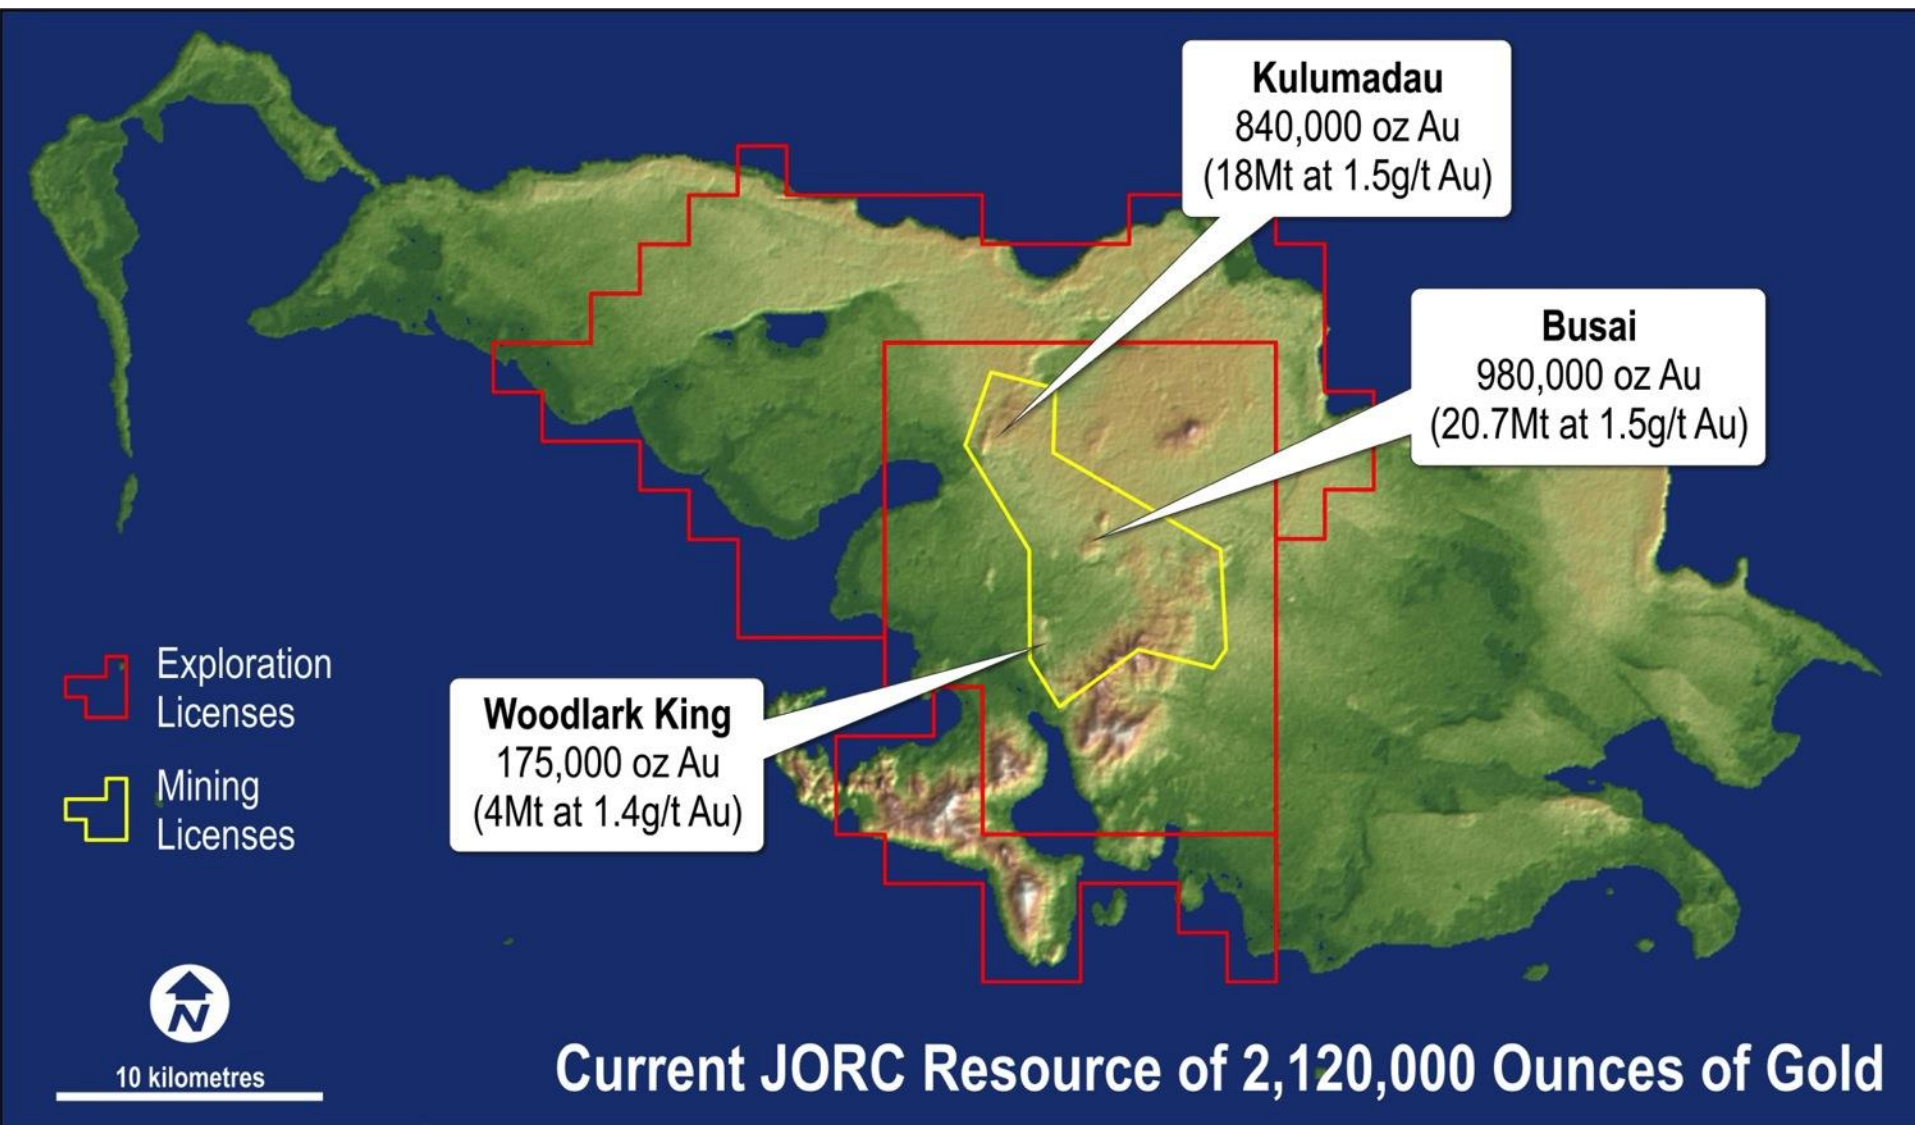 Kulumadau
840,000 oz Au
(18Mt at 1.5g/t Au)
Busai
980,000 oz Au
(20.7Mt at 1.5g/t Au)
Woodlark King
175,000 oz Au
(4Mt at 1.4g/t Au)
Exploration
Licenses
Mining
Licenses
N
10 kilometres
Current JORC Resource of 2,120,000 Ounces of Gold